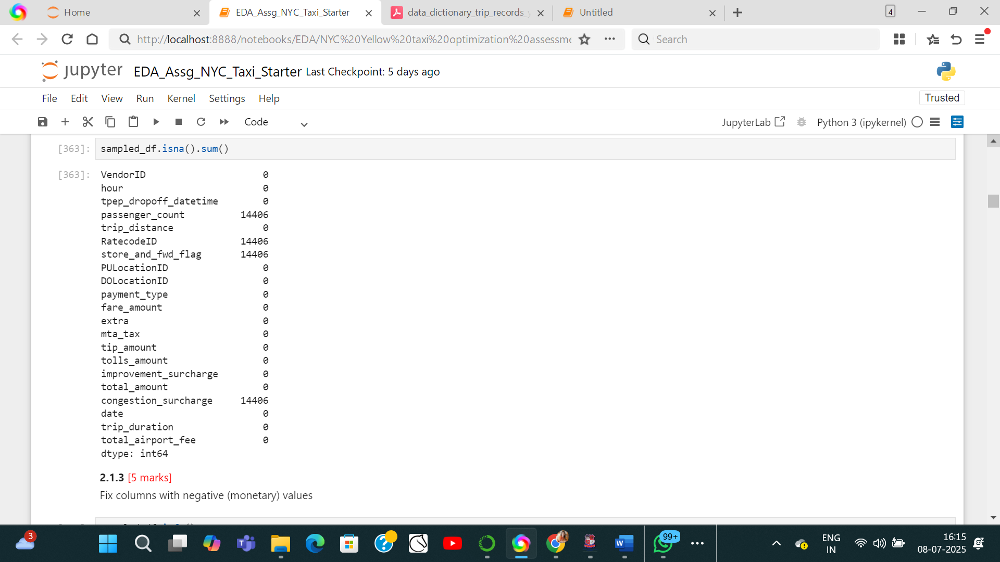 Home
EDA_Assg_NYC_Taxi_Starter
data_dictionary_trip_records_y
Untitled
4
http://localhost:8888/notebooks/EDA/NYC%20Yellow%20taxi%20optimization%20assessme
Search
jupyter EDA_Assg_NYC_Taxi_Starter Last Checkpoint: 5 days ago
File Edit View Run Kernel Settings Help
Trusted
Code
JupyterLab
Python 3 (ipykernel)
[363]: sampled_df.isna().sum()
[363]: VendorID 0
hour 0
tpep_dropoff_datetime 0
passenger_count 14406
trip_distance 0
RatecodeID 14406
store_and_fwd_flag 14406
PULocationID 0
DOLocationID 0
payment_type 0
fare_amount 0
extra 0
mta_tax 0
tip_amount 0
tolls_amount 0
improvement_surcharge 0
total_amount 0
congestion_surcharge 14406
date 0
trip_duration 0
total_airport_fee 0
dtype: int64
2.1.3 [5 marks]
Fix columns with negative (monetary) values
3
99+
ENG
IN
16:15
08-07-2025